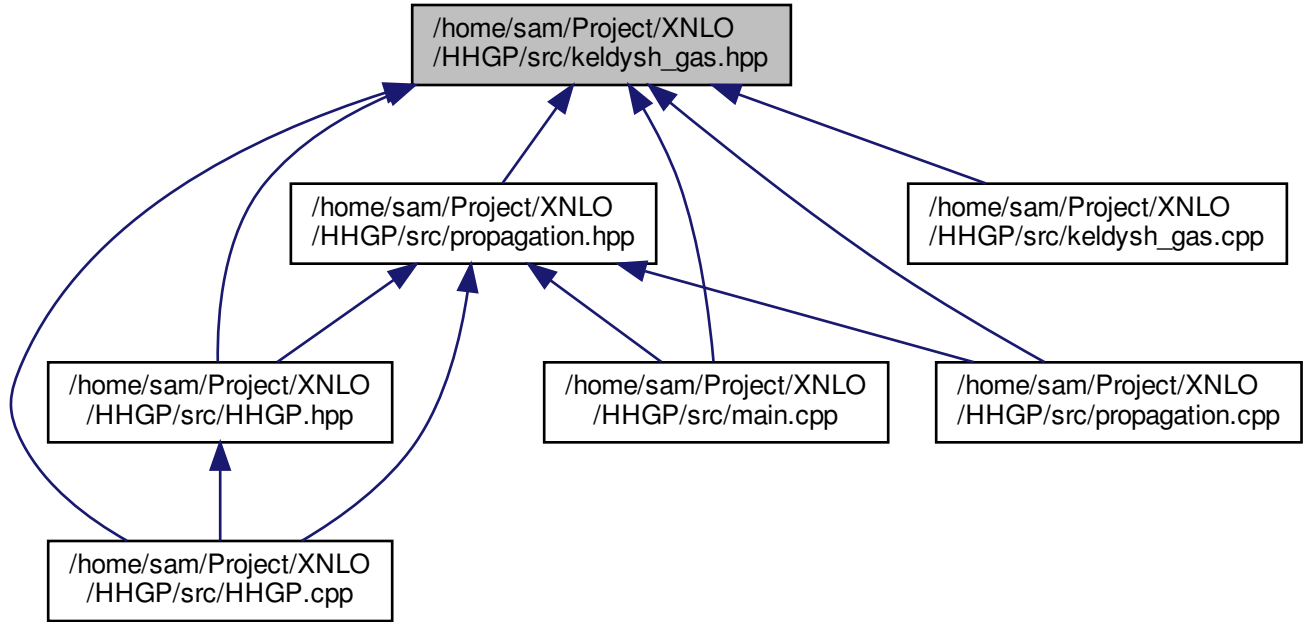 /home/sam/Project/XNLO
/HHGP/src/keldysh_gas.hpp
/home/sam/Project/XNLO
/HHGP/src/propagation.hpp
/home/sam/Project/XNLO
/HHGP/src/keldysh_gas.cpp
/home/sam/Project/XNLO
/HHGP/src/HHGP.hpp
/home/sam/Project/XNLO
/HHGP/src/main.cpp
/home/sam/Project/XNLO
/HHGP/src/propagation.cpp
/home/sam/Project/XNLO
/HHGP/src/HHGP.cpp